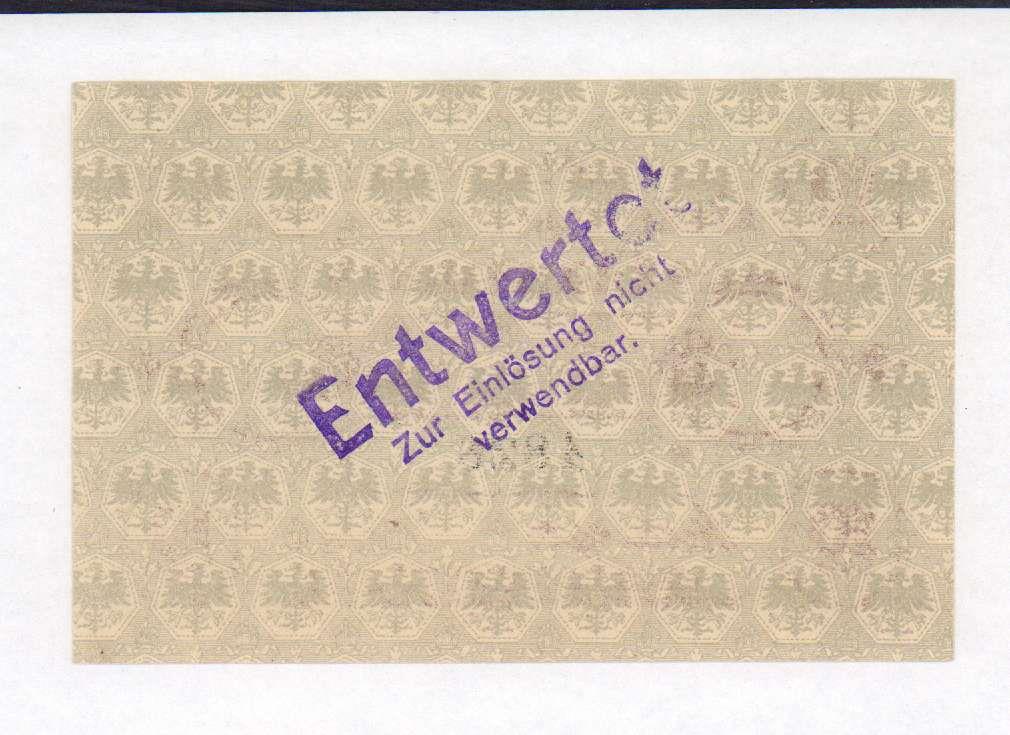 Entwertet
Zur Einlösung nicht
verwendbar.